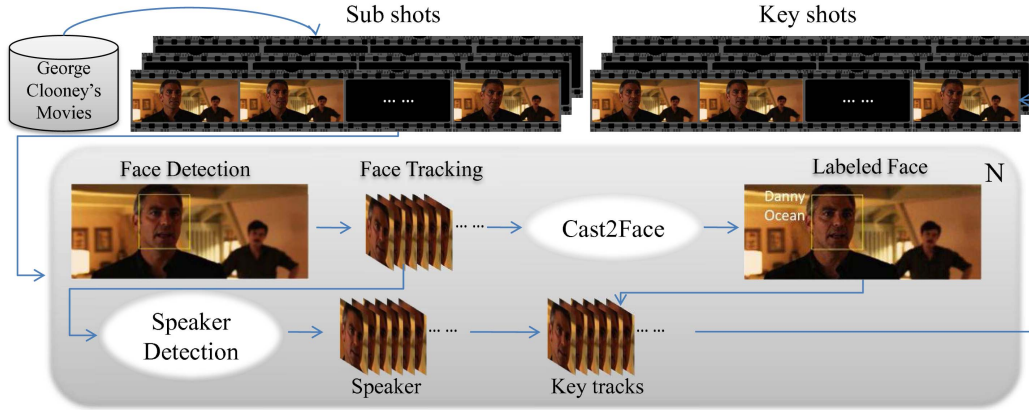 Sub shots
Key shots
George
Clooney's
Movies
... ...
... ...
Face Detection
Face Tracking
Labeled Face
N
Danny
Ocean
... ...
Cast2Face
Speaker
Detection
... ...
... ...
Speaker
Key tracks